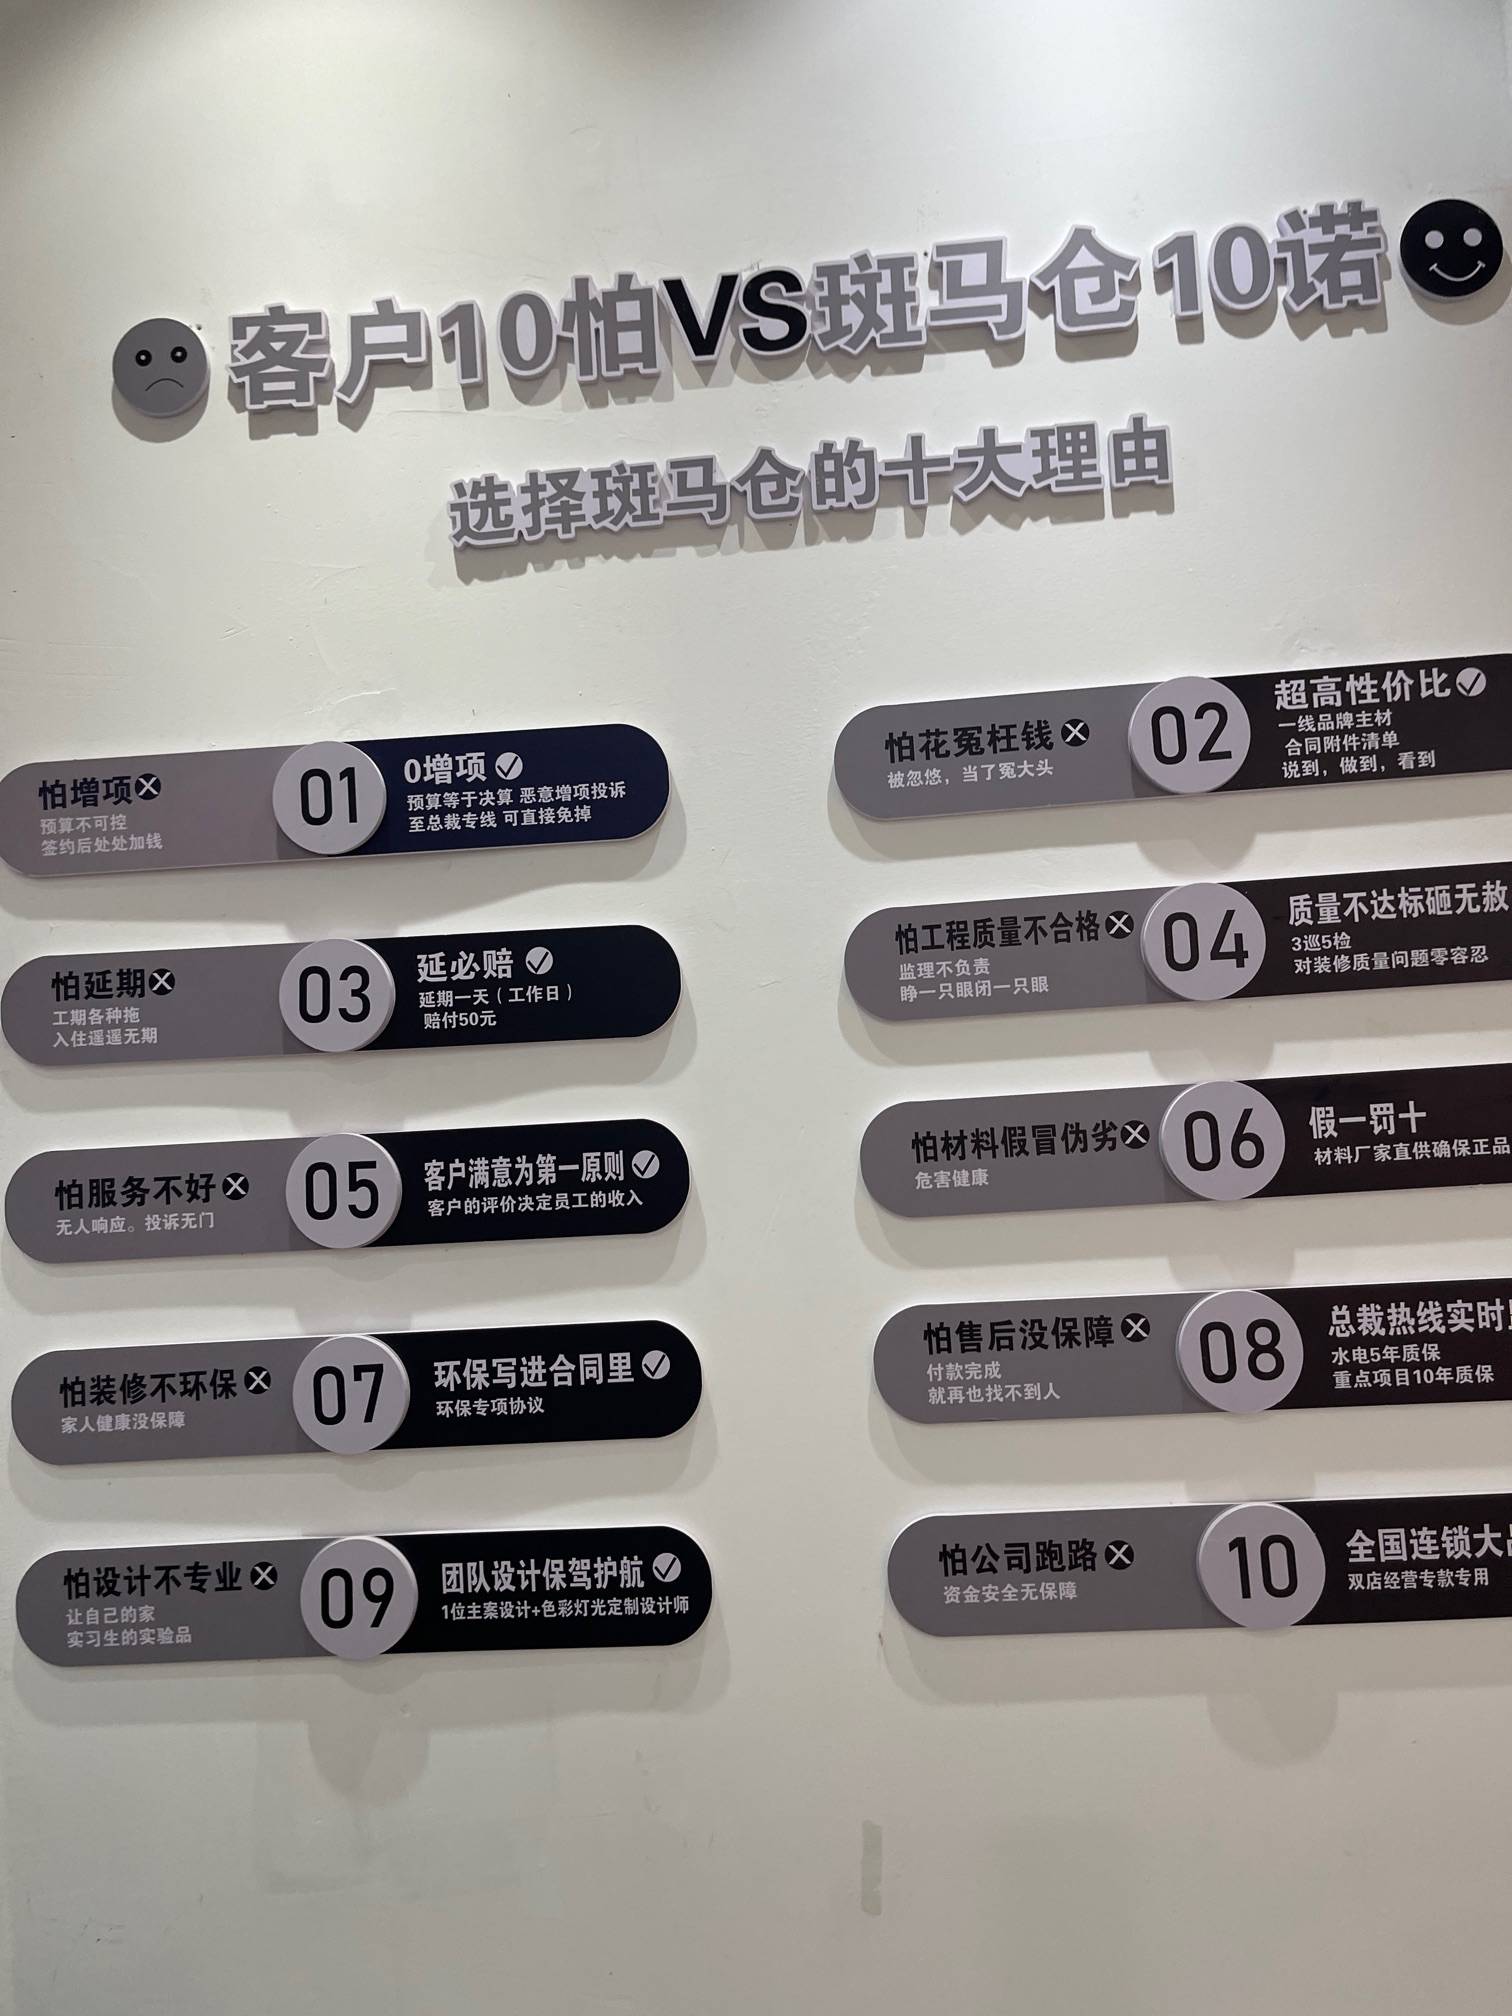 客户10怕VS斑马仓10诺
选择斑马仓的十大理由
怕增项
预算不可控
签约后处处加钱
01
0增项
预算等于决算 恶意增项投诉
至总裁专线 可直接免掉
怕花冤枉钱
被忽悠，当了冤大头
02
超高性价比
一线品牌主材
合同附件清单
说到，做到，看到
怕延期
工期各种拖
入住遥遥无期
03
延必赔
延期一天（工作日）
赔付50元
怕工程质量不合格
监理不负责
睁一只眼闭一只眼
04
质量不达标砸无赦
3巡5检
对装修质量问题零容忍
怕服务不好
无人响应。投诉无门
05
客户满意为第一原则
客户的评价决定员工的收入
怕材料假冒伪劣
危害健康
06
假一罚十
材料厂家直供确保正品
怕装修不环保
家人健康没保障
07
环保写进合同里
环保专项协议
怕售后没保障
付款完成
就再也找不到人
08
总裁热线实时
水电5年质保
重点项目10年质保
怕设计不专业
让自己的家
实习生的实验品
09
团队设计保驾护航
1位主案设计+色彩灯光定制设计师
怕公司跑路
资金安全无保障
10
全国连锁大
双店经营专款专用